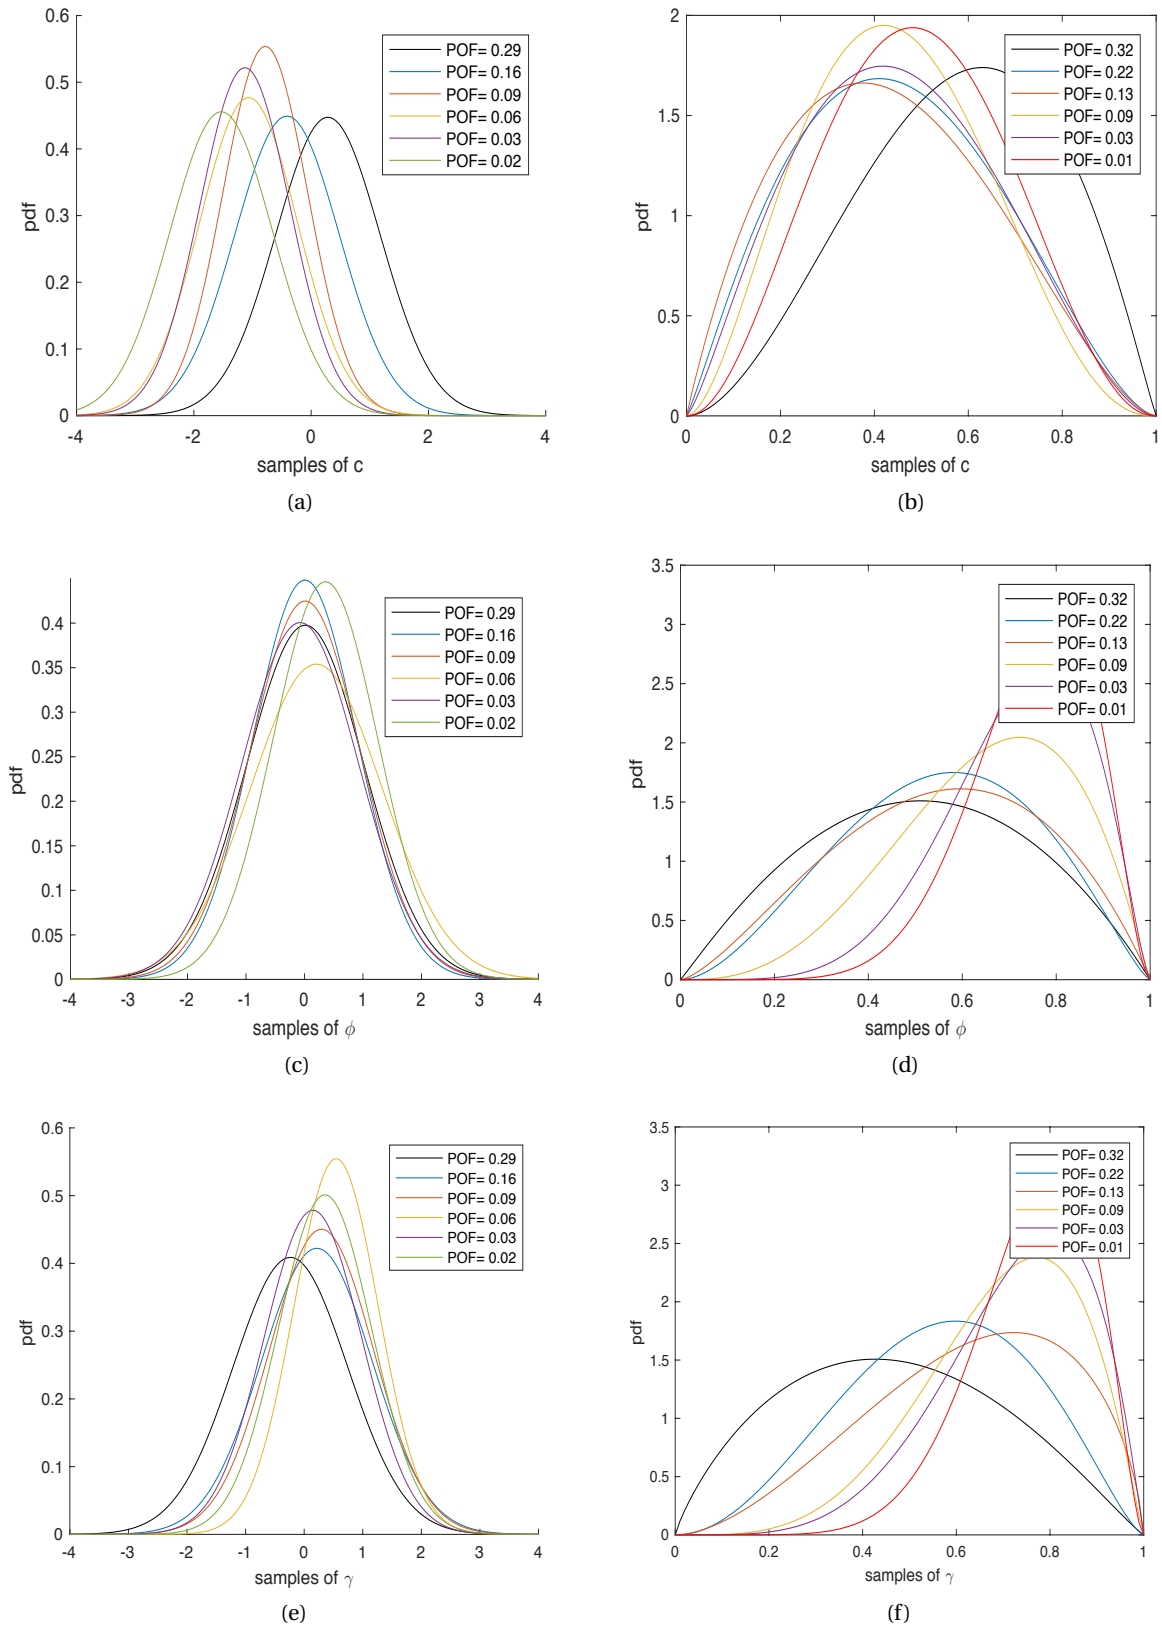 0.6
0.5
0.4
0.3
0.2
0.1
0
pdf
-4
-2
0
2
4
samples of c
POF= 0.29
POF= 0.16
POF= 0.09
POF= 0.06
POF= 0.03
POF= 0.02
(a)
2
1.5
1
0.5
0
pdf
0
0.2
0.4
0.6
0.8
1
samples of c
POF= 0.32
POF= 0.22
POF= 0.13
POF= 0.09
POF= 0.03
POF= 0.01
(b)
0.4
0.35
0.3
0.25
0.2
0.15
0.1
0.05
0
pdf
-4
-3
-2
-1
0
1
2
3
4
samples of ϕ
POF= 0.29
POF= 0.16
POF= 0.09
POF= 0.06
POF= 0.03
POF= 0.02
(c)
3.5
3
2.5
2
1.5
1
0.5
0
pdf
0
0.2
0.4
0.6
0.8
1
samples of ϕ
POF= 0.32
POF= 0.22
POF= 0.13
POF= 0.09
POF= 0.03
POF= 0.01
(d)
0.6
0.5
0.4
0.3
0.2
0.1
0
pdf
-4
-3
-2
-1
0
1
2
3
4
samples of γ
POF= 0.29
POF= 0.16
POF= 0.09
POF= 0.06
POF= 0.03
POF= 0.02
(e)
3.5
3
2.5
2
1.5
1
0.5
0
pdf
0
0.2
0.4
0.6
0.8
1
samples of γ
POF= 0.32
POF= 0.22
POF= 0.13
POF= 0.09
POF= 0.03
POF= 0.01
(f)